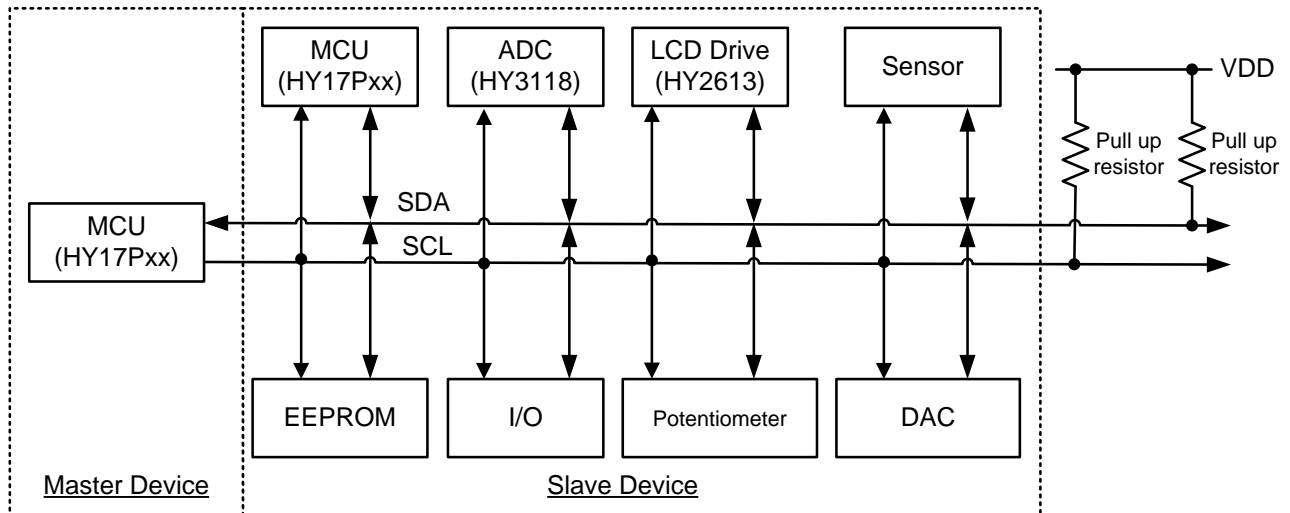 MCU
(HY17Pxx)
ADC
(HY3118)
LCD Drive
(HY2613)
Sensor
VDD
Pull up
resistor
Pull up
resistor
SDA
MCU
(HY17Pxx)
SCL
EEPROM
I/O
Potentiometer
DAC
Master Device
Slave Device